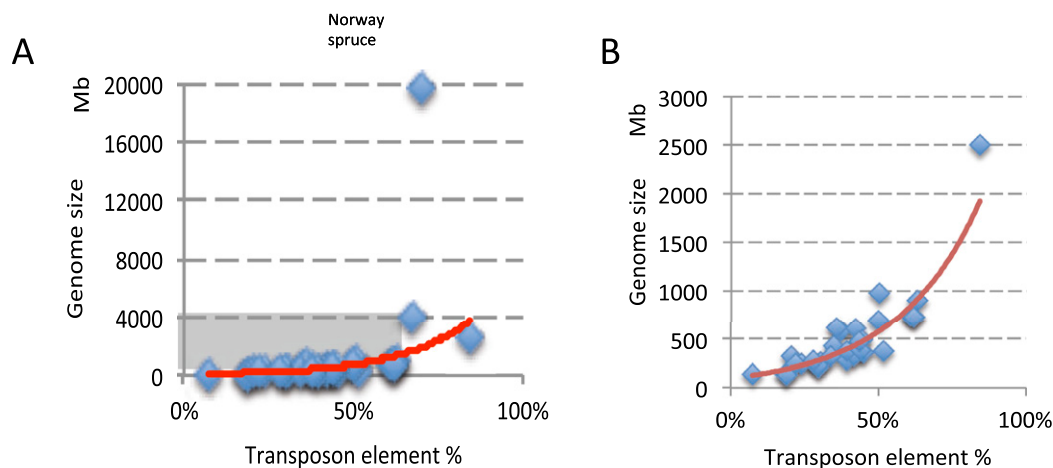 Norway
spruce
A
Mb
Genome size
20000
16000
12000
8000
4000
0
0%
50%
100%
Transposon element %
B
Mb
Genome size
3000
2500
2000
1500
1000
500
0
0%
50%
100%
Transposon element %